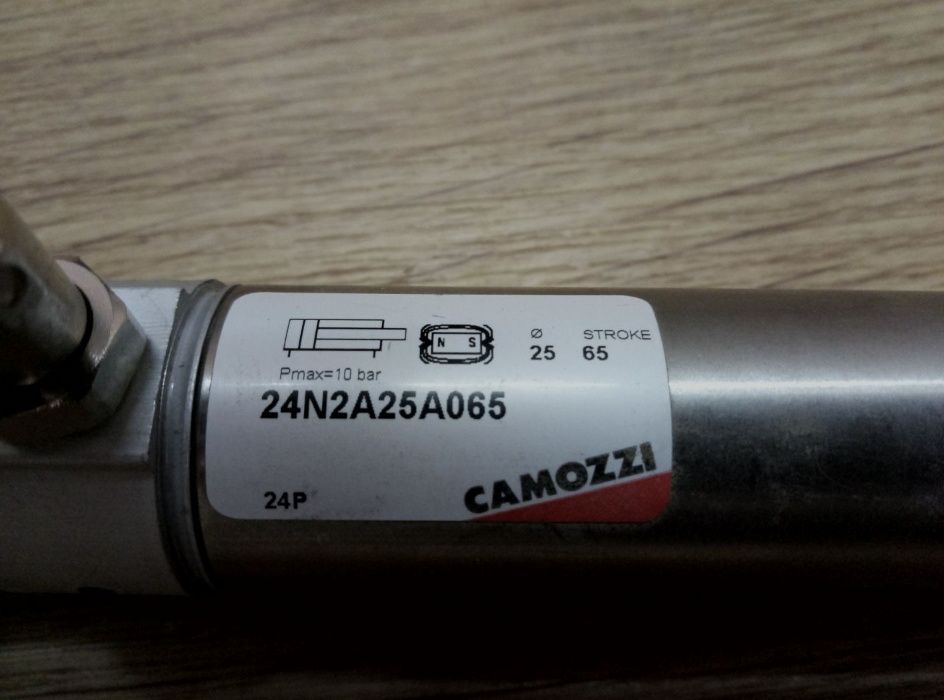 N S
Ø STROKE
25 65
Pmax=10 bar
24N2A25A065
24P
CAMOZZI